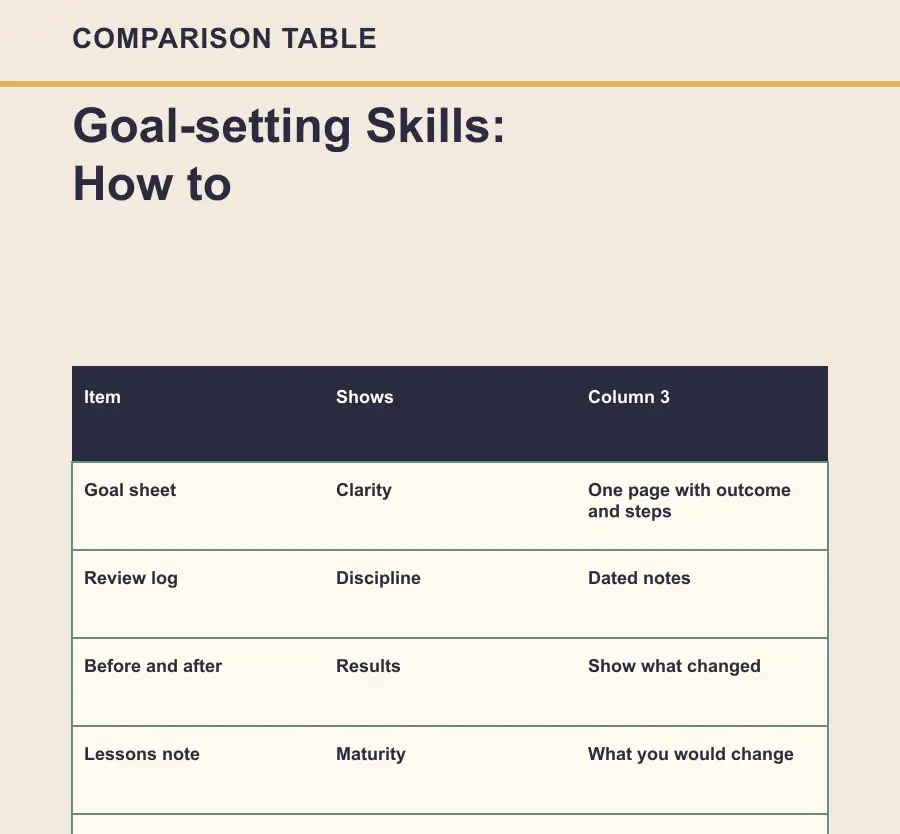 COMPARISON TABLE
Goal-setting Skills:
How to
Item Shows Column 3
Goal sheet Clarity One page with outcome
and steps
Review log Discipline Dated notes
Before and after Results Show what changed
Lessons note Maturity What you would change